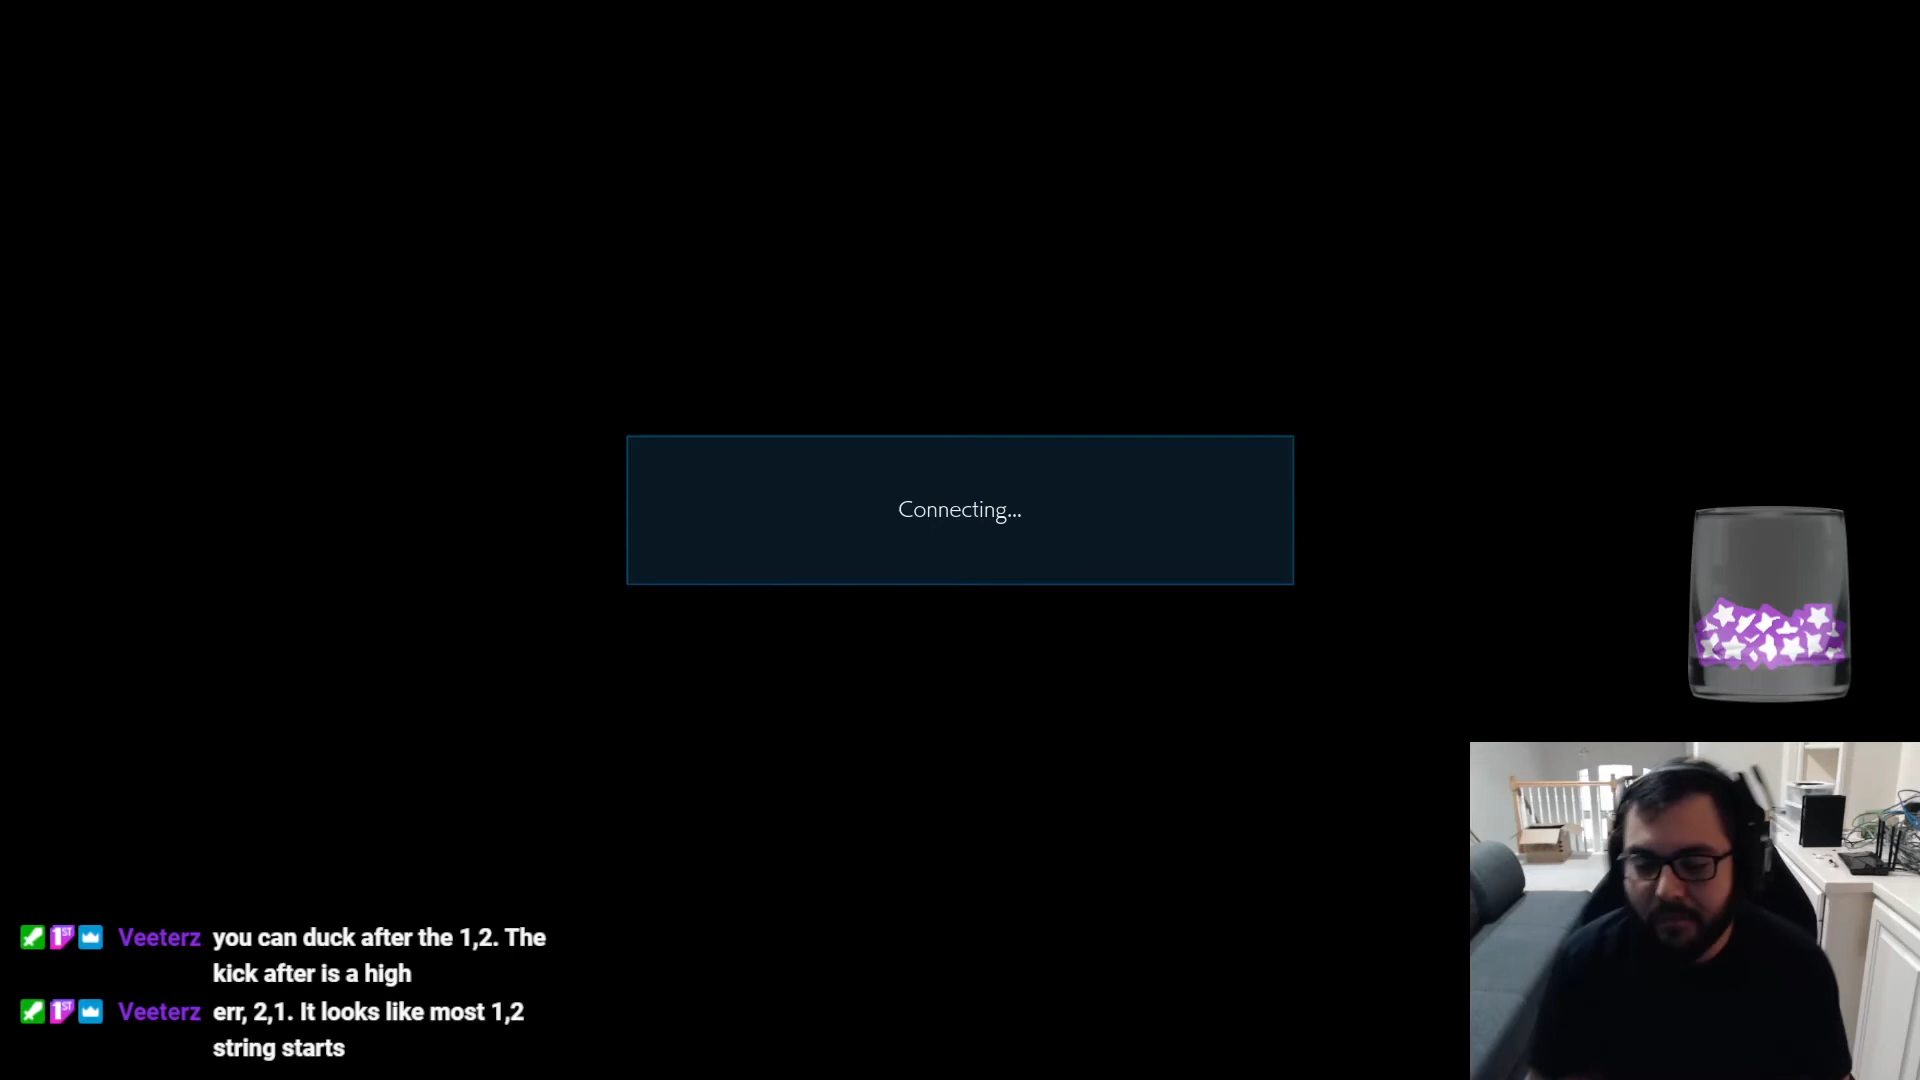 Connecting...
Veeterz you can duck after the 1,2. The
kick after is a high
Veeterz err, 2,1. It looks like most 1,2
string starts